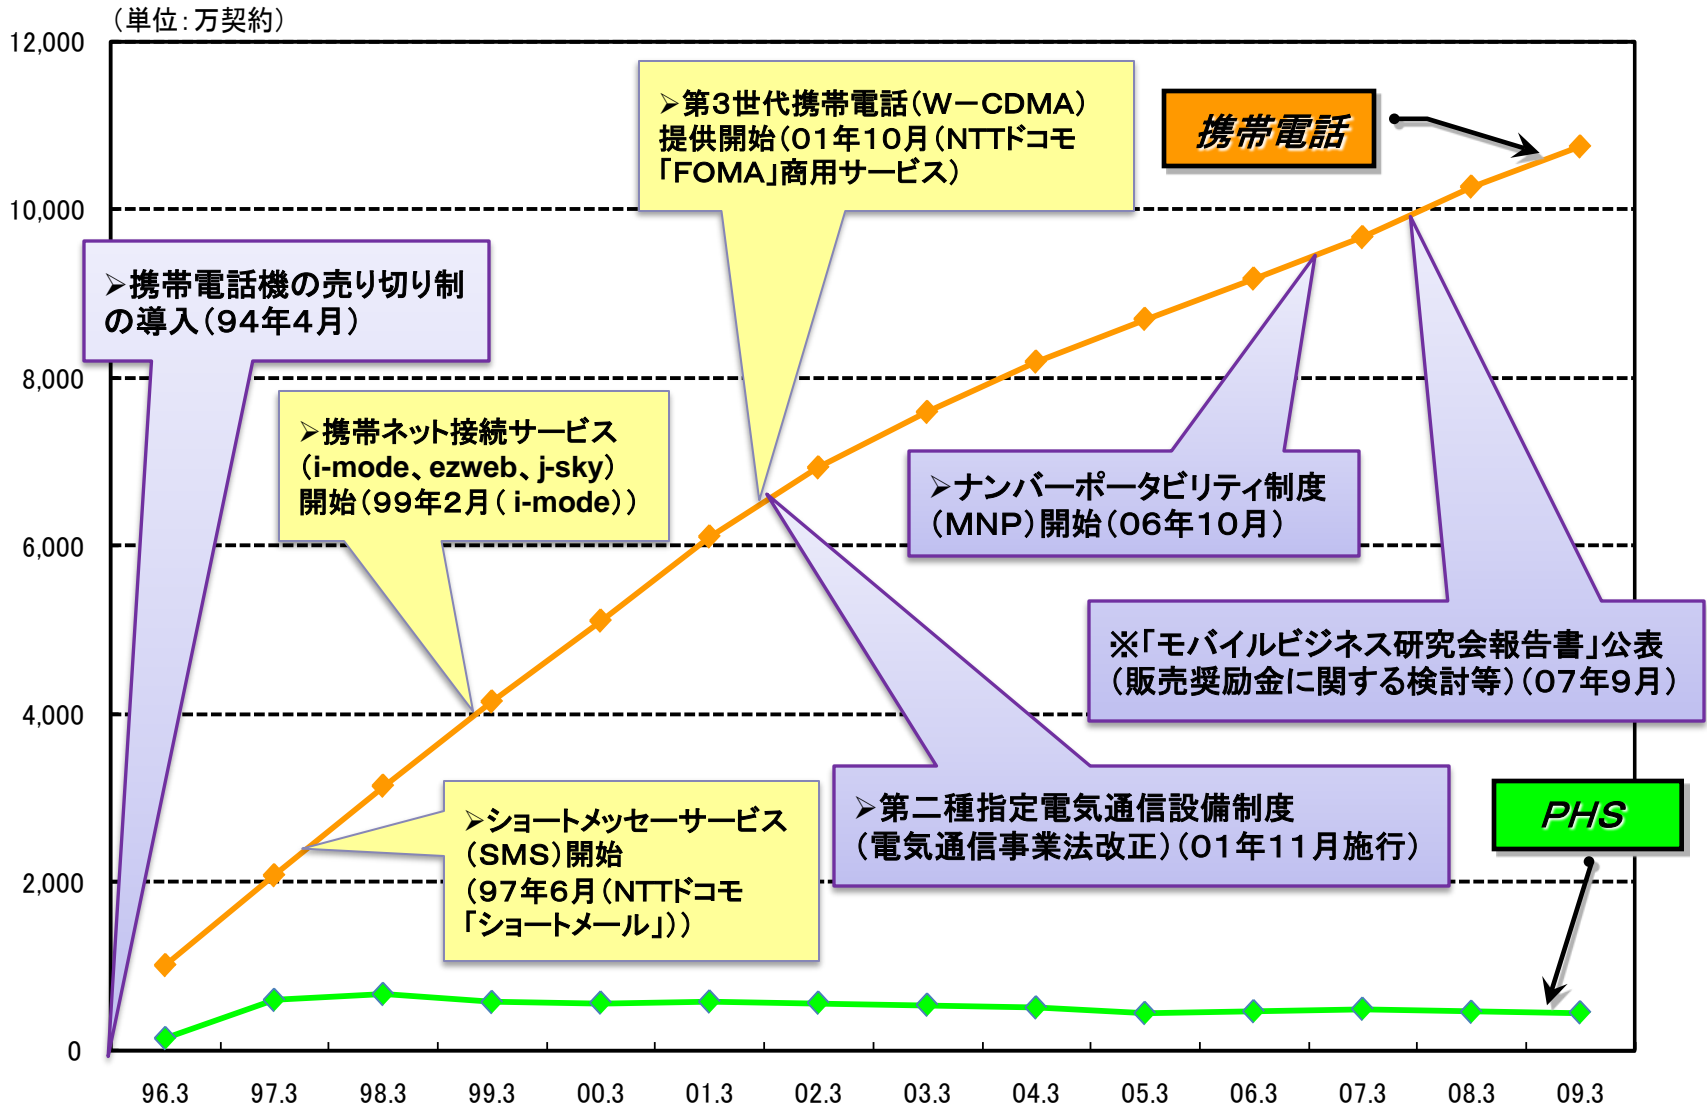 （単位：万契約）
12,000
10,000
8,000
6,000
4,000
2,000
0
➢第３世代携帯電話（Ｗ－ＣＤＭＡ）
提供開始（０１年１０月（ＮＴＴドコモ
「ＦＯＭＡ」商用サービス）
携帯電話
➢携帯電話機の売り切り制
の導入（９４年４月）
➢携帯ネット接続サービス
（i-mode、ezweb、j-sky）
開始（９９年２月（ i-mode））
➢ナンバーポータビリティ制度
（ＭＮＰ）開始（０６年１０月）
※「モバイルビジネス研究会報告書」公表
（販売奨励金に関する検討等）（０７年９月）
➢ショートメッセーサービス
（ＳＭＳ）開始
（９７年６月（ＮＴＴドコモ
「ショートメール」））
➢第二種指定電気通信設備制度
（電気通信事業法改正）（０１年１１月施行）
PHS
96.3 97.3 98.3 99.3 00.3 01.3 02.3 03.3 04.3 05.3 06.3 07.3 08.3 09.3